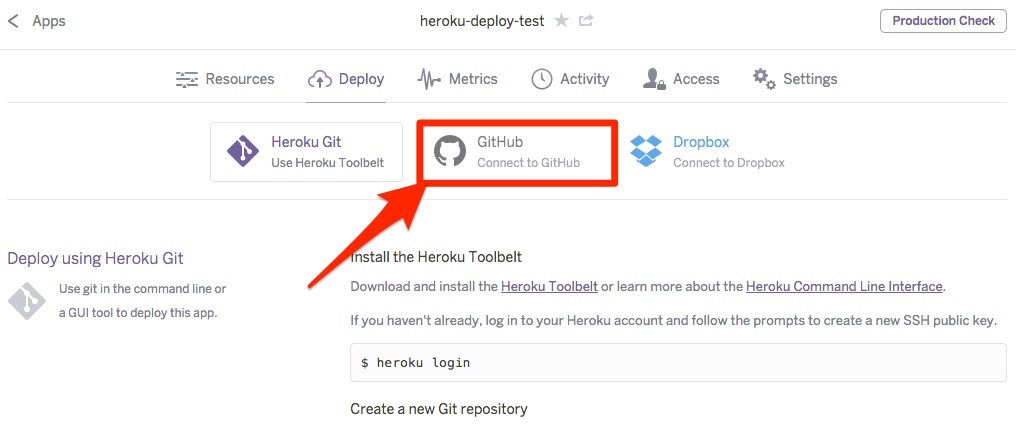 Apps
heroku-deploy-test
Production Check
Resources
Deploy
Metrics
Activity
Access
Settings
Heroku Git
Use Heroku Toolbelt
GitHub
Connect to GitHub
Dropbox
Connect to Dropbox
Deploy using Heroku Git
Use git in the command line or
a GUI tool to deploy this app.
Install the Heroku Toolbelt
Download and install the Heroku Toolbelt or learn more about the Heroku Command Line Interface.
If you haven't already, log in to your Heroku account and follow the prompts to create a new SSH public key.
$ heroku login
Create a new Git repository